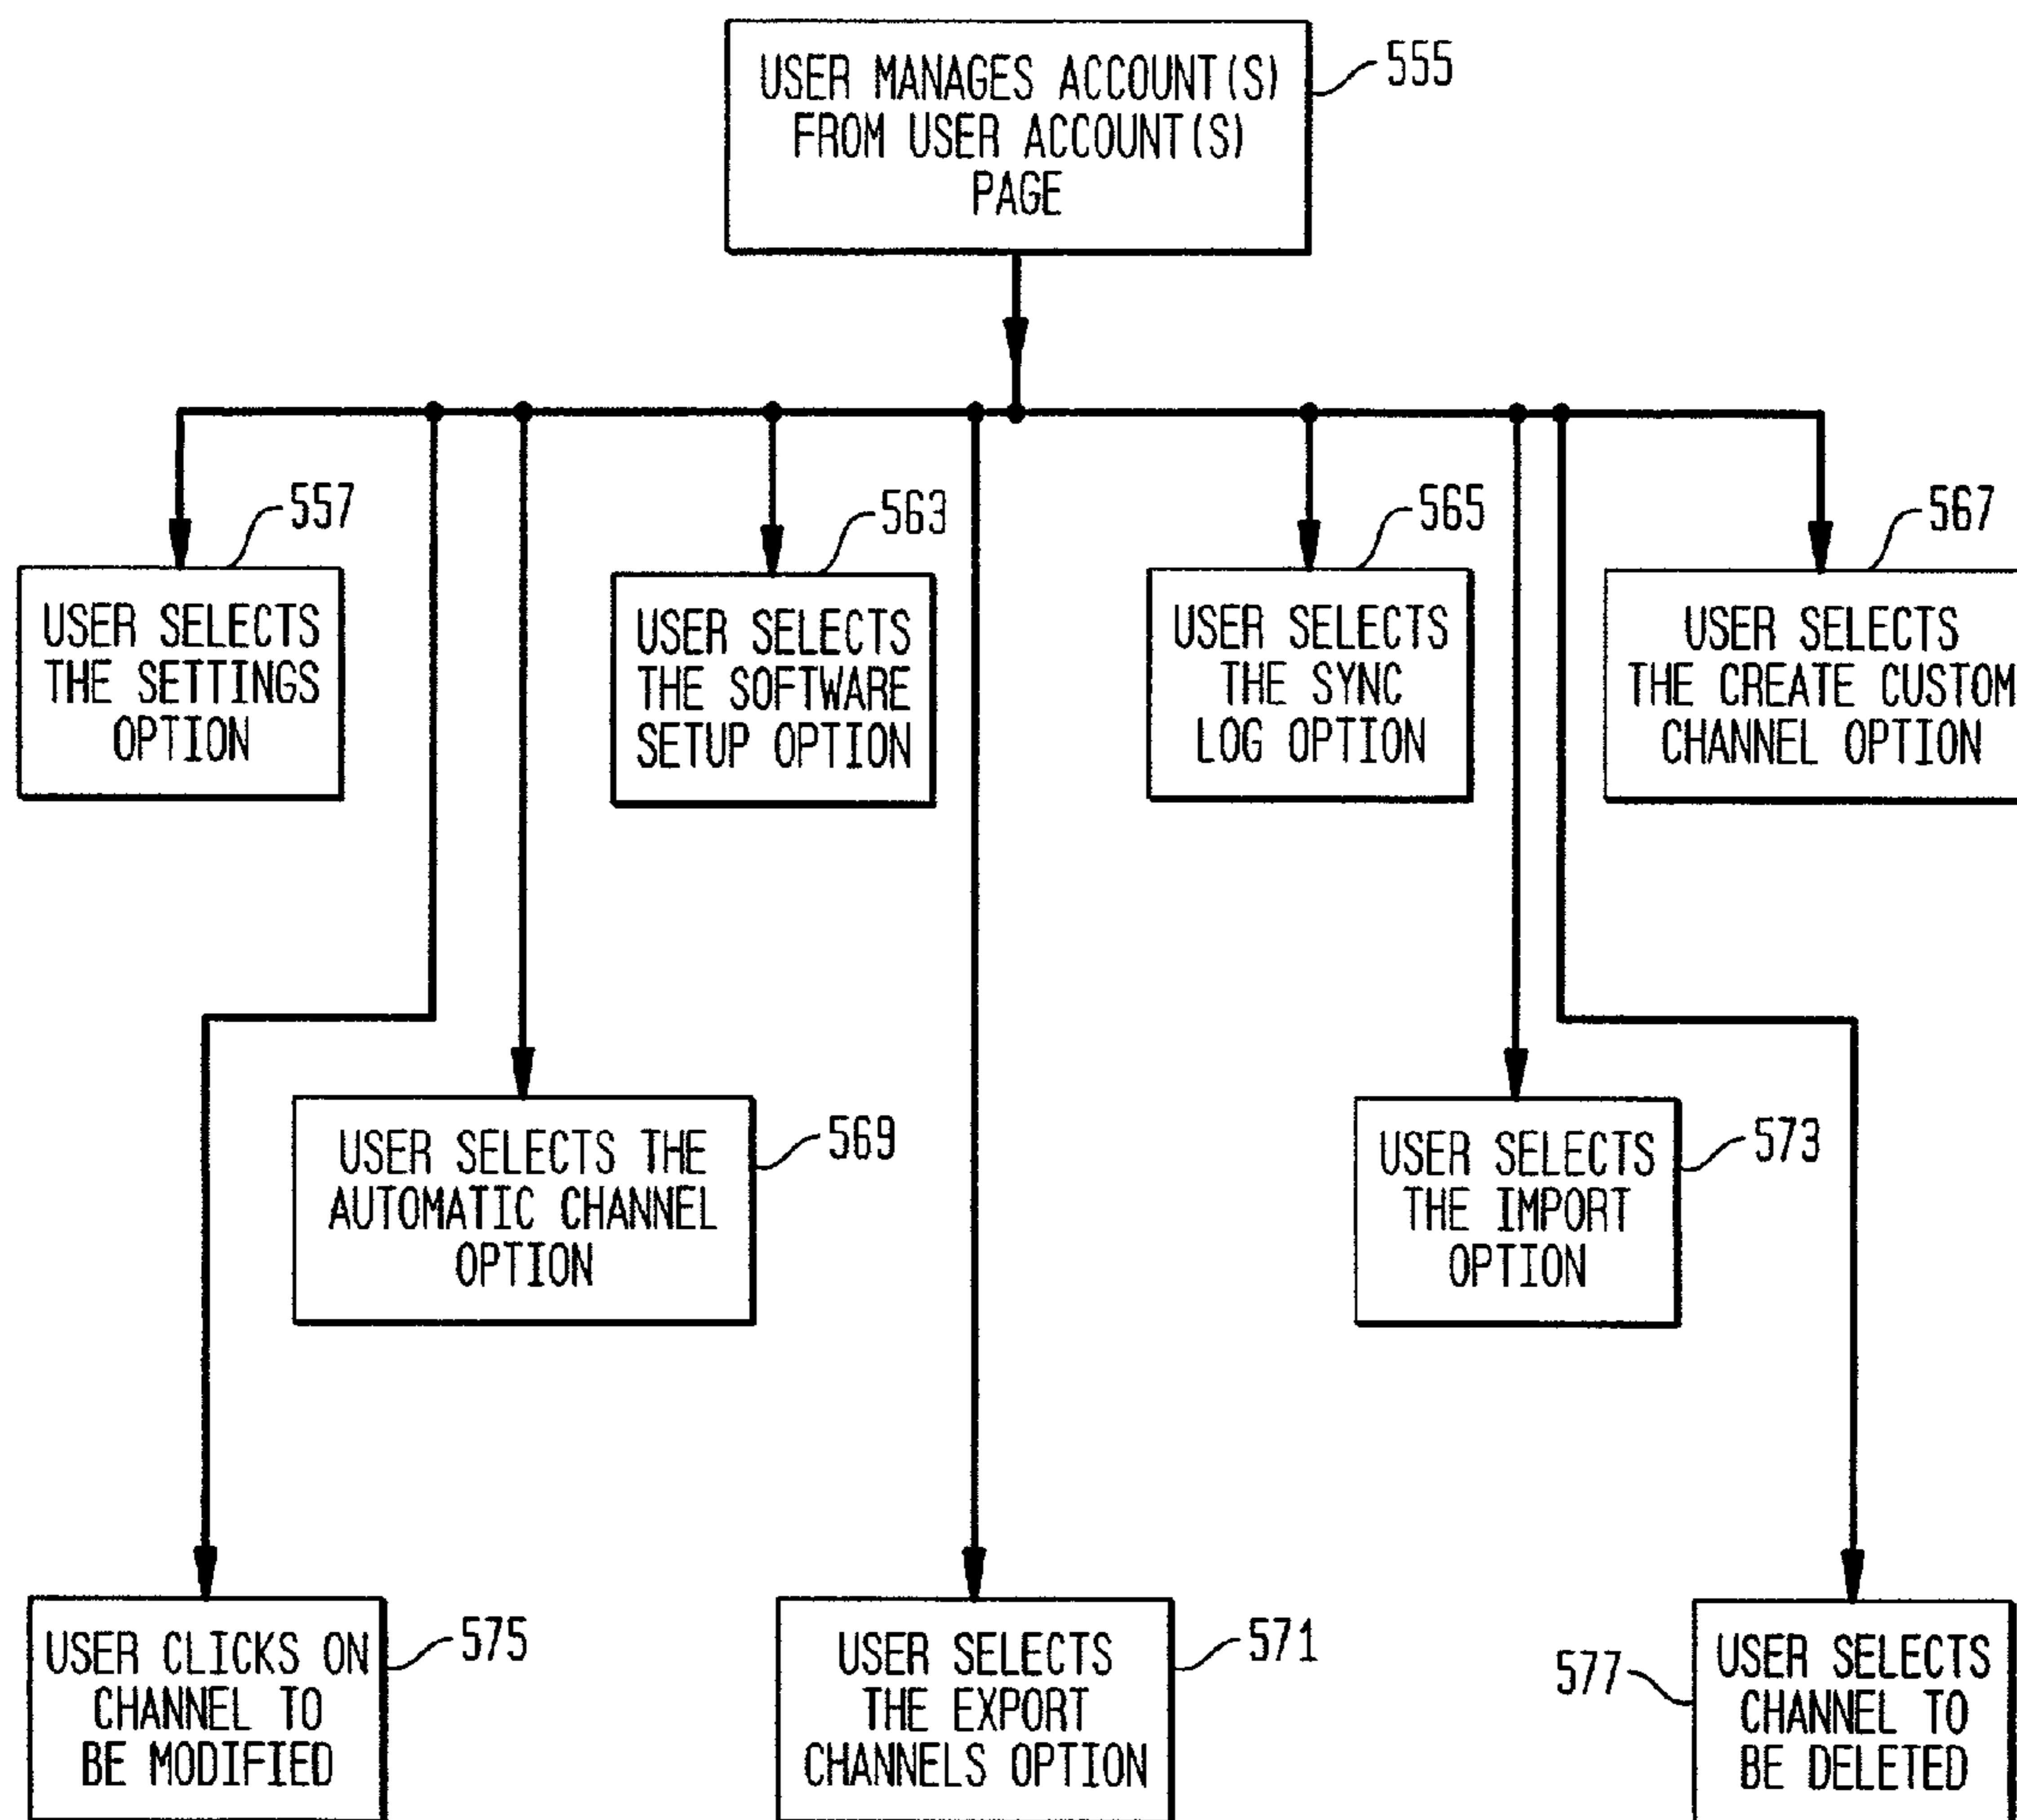 USER MANAGES ACCOUNT(S)
FROM USER ACCOUNT(S)
PAGE
555
557
USER SELECTS
THE SETTINGS
OPTION
563
USER SELECTS
THE SOFTWARE
SETUP OPTION
565
USER SELECTS
THE SYNC
LOG OPTION
567
USER SELECTS
THE CREATE CUSTOM
CHANNEL OPTION
USER SELECTS THE
AUTOMATIC CHANNEL
OPTION
569
USER SELECTS
THE IMPORT
OPTION
573
USER CLICKS ON
CHANNEL TO
BE MODIFIED
575
USER SELECTS
THE EXPORT
CHANNELS OPTION
571
577
USER SELECTS
CHANNEL TO
BE DELETED